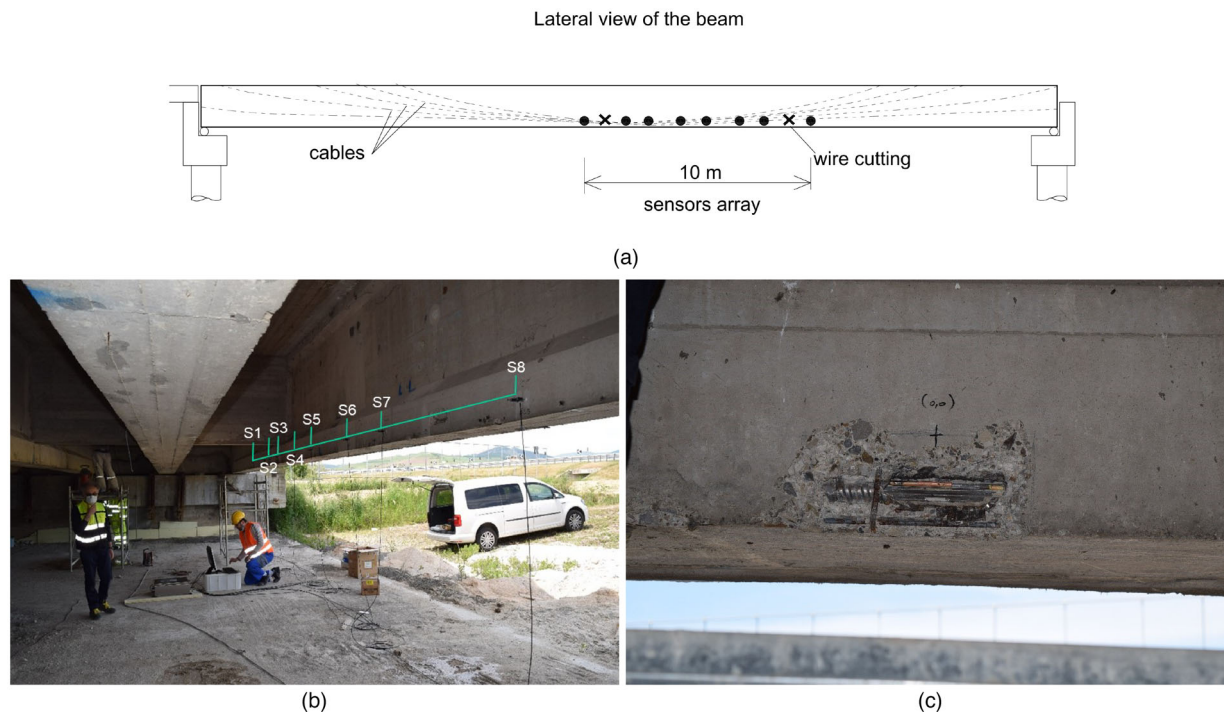 Lateral view of the beam
cables
wire cutting
10 m
sensors array
(a)
S8
S7
S6
S5
S3
S1
S2
S4
(0,0)
(b)
(c)